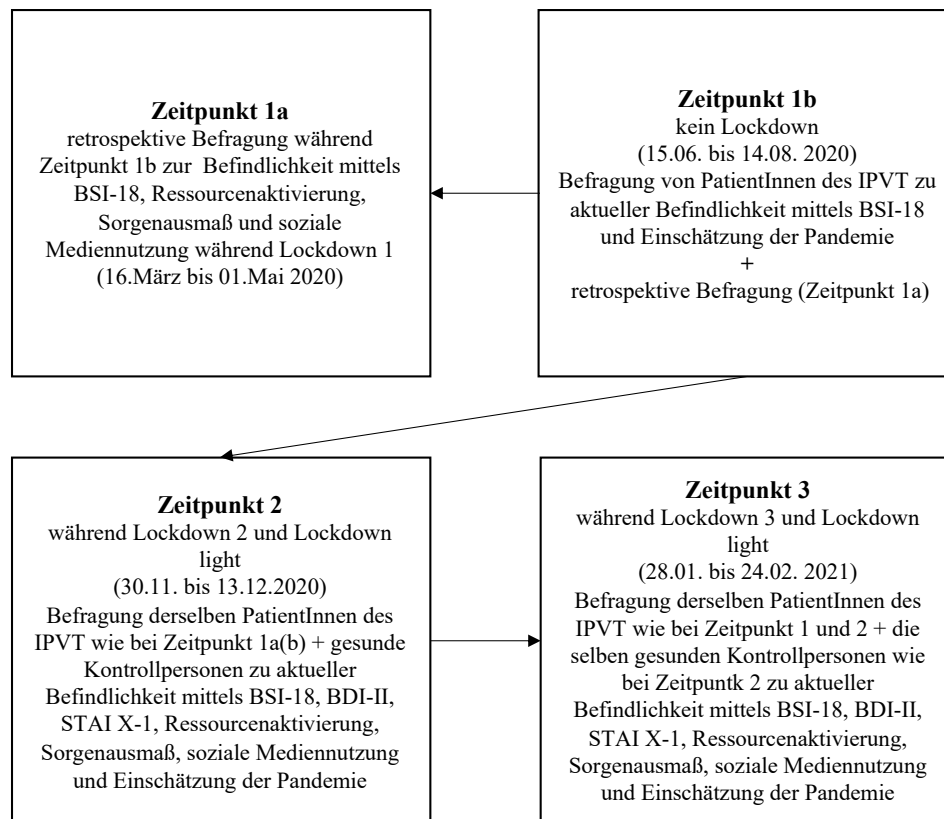 Zeitpunkt 1a
retrospektive Befragung während
Zeitpunkt 1b zur  Befindlichkeit mittels
BSI-18, Ressourcenaktivierung,
Sorgenausmaß und soziale
Mediennutzung während Lockdown 1
(16.März bis 01.Mai 2020)
Zeitpunkt 1b
kein Lockdown
(15.06. bis 14.08. 2020)
Befragung von PatientInnen des IPVT zu
aktueller Befindlichkeit mittels BSI-18
und Einschätzung der Pandemie
+
retrospektive Befragung (Zeitpunkt 1a)
Zeitpunkt 2
während Lockdown 2 und Lockdown
light
(30.11. bis 13.12.2020)
Befragung derselben PatientInnen des
IPVT wie bei Zeitpunkt 1a(b) + gesunde
Kontrollpersonen zu aktueller
Befindlichkeit mittels BSI-18, BDI-II,
STAI X-1, Ressourcenaktivierung,
Sorgenausmaß, soziale Mediennutzung
und Einschätzung der Pandemie
Zeitpunkt 3
während Lockdown 3 und Lockdown
light
(28.01. bis 24.02. 2021)
Befragung derselben PatientInnen des
IPVT wie bei Zeitpunkt 1 und 2 + die
selben gesunden Kontrollpersonen wie
bei Zeitpuntk 2 zu aktueller
Befindlichkeit mittels BSI-18, BDI-II,
STAI X-1, Ressourcenaktivierung,
Sorgenausmaß, soziale Mediennutzung
und Einschätzung der Pandemie